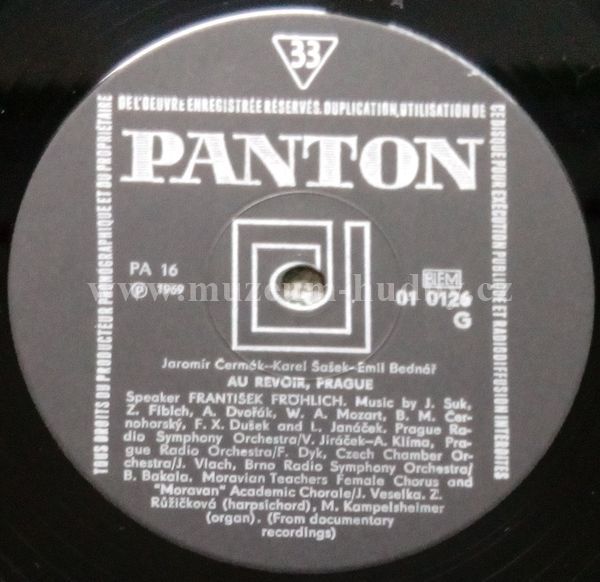 33
TOUS DROITS DU PRODUCTEUR PHONOGRAPHIQUE ET DU PROPRIÉTAIRE
DE L'OEUVRE ENREGISTRÉE RÉSERVÉS. DUPLICATION, UTILISATION DE
CE DISQUE POUR EXÉCUTION PUBLIQUE ET RADIODIFFUSION INTERDITES
PANTON
PA 16
Ⓟ 1969
BIEM
01 0126
G
www.muzeum-hudby.cz
Jaromír Čermák–Karel Sašek–Emil Bednář
AU REVOIR, PRAGUE
Speaker FRANTIŠEK FRÖHLICH. Music by J. Suk,
Z. Fibich, A. Dvořák, W. A. Mozart, B. M. Čer-
nohorský, F. X. Dušek and L. Janáček. Prague Ra-
dio Symphony Orchestra/V. Jiráček–A. Klíma, Pra-
gue Radio Orchestra/F. Dyk, Czech Chamber Or-
chestra/J. Vlach, Brno Radio Symphony Orchestra/
B. Bakala. Moravian Teachers Female Chorus and
"Moravan" Academic Chorale/J. Veselka. Z.
Růžičková (harpsichord), M. Kampelsheimer
(organ). (From documentary
recordings)